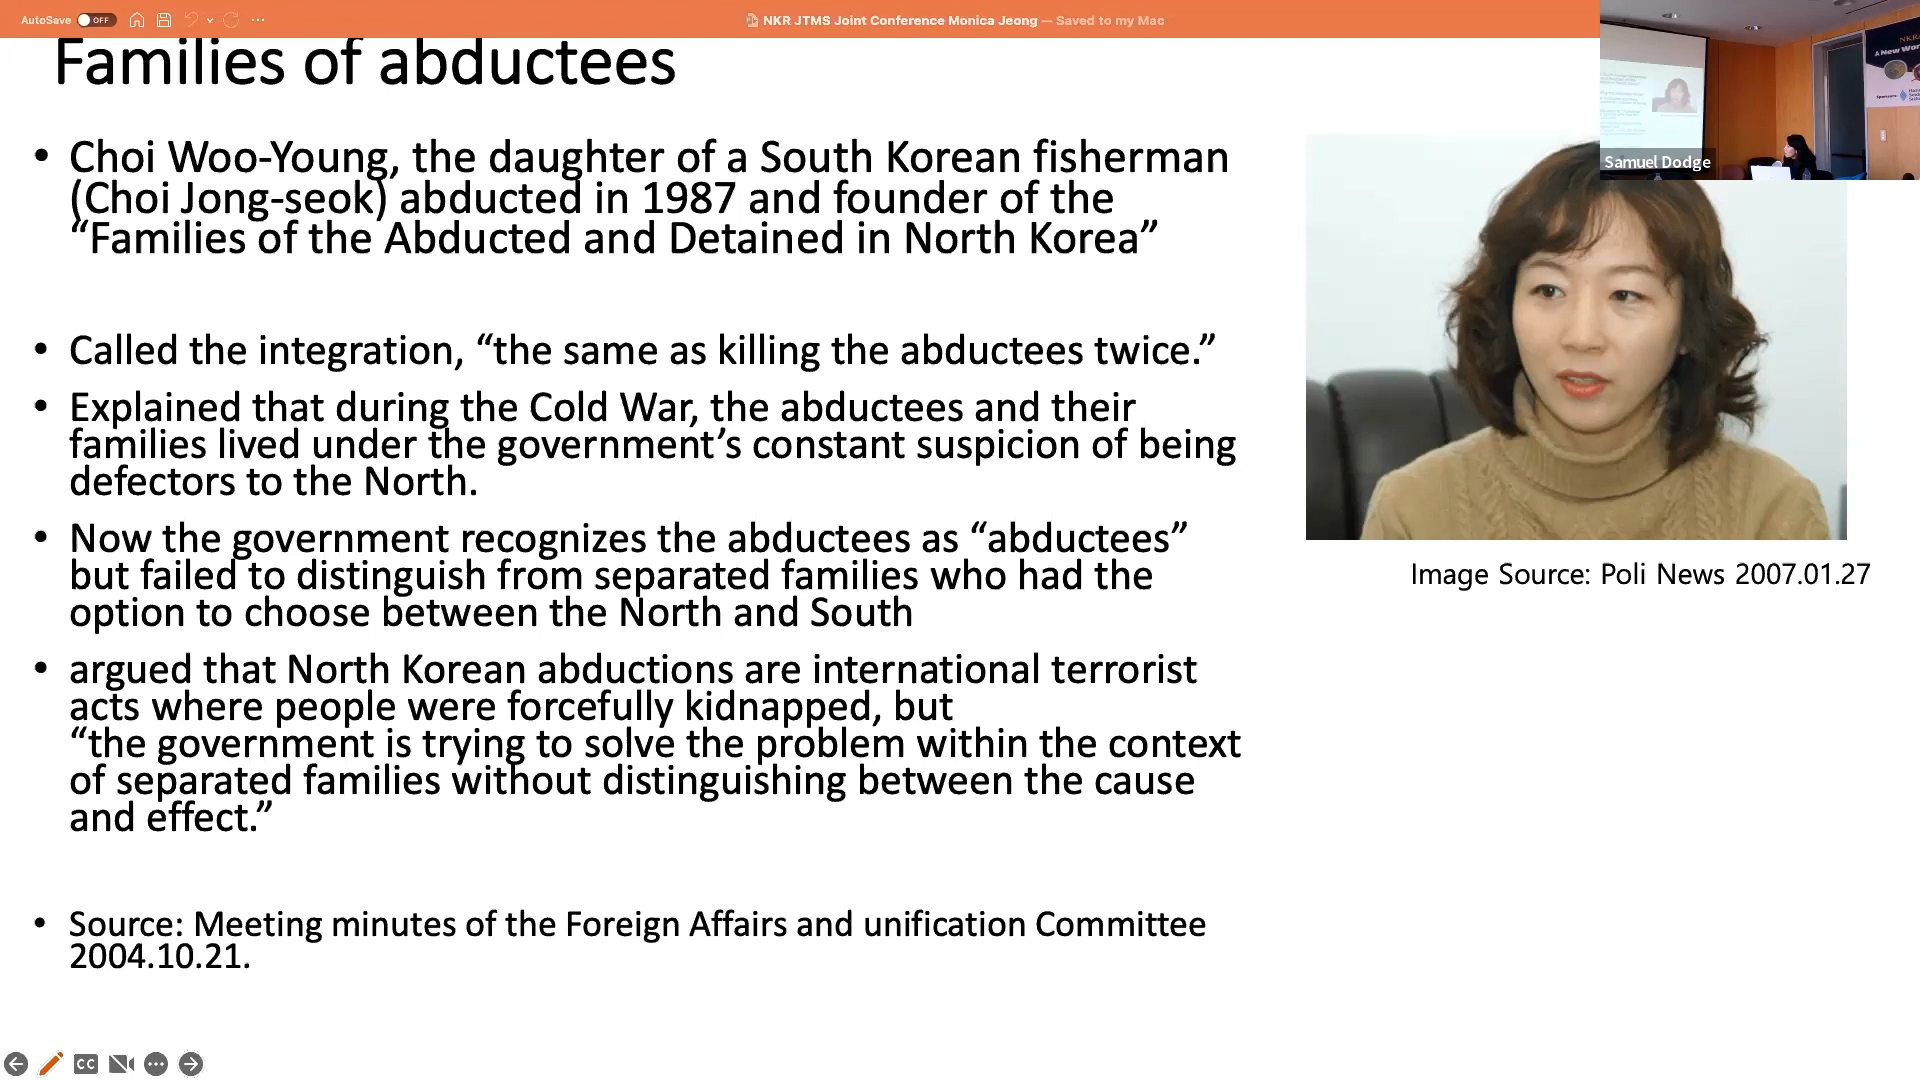 AutoSave OFF
NKR JTMS Joint Conference Monica Jeong — Saved to my Mac
Families of abductees
• Choi Woo-Young, the daughter of a South Korean fisherman
(Choi Jong-seok) abducted in 1987 and founder of the
“Families of the Abducted and Detained in North Korea”
• Called the integration, “the same as killing the abductees twice.”
• Explained that during the Cold War, the abductees and their
families lived under the government’s constant suspicion of being
defectors to the North.
• Now the government recognizes the abductees as “abductees”
but failed to distinguish from separated families who had the
option to choose between the North and South
• argued that North Korean abductions are international terrorist
acts where people were forcefully kidnapped, but
“the government is trying to solve the problem within the context
of separated families without distinguishing between the cause
and effect.”
• Source: Meeting minutes of the Foreign Affairs and unification Committee
2004.10.21.
Image Source: Poli News 2007.01.27
Samuel Dodge
A New Wor
CC